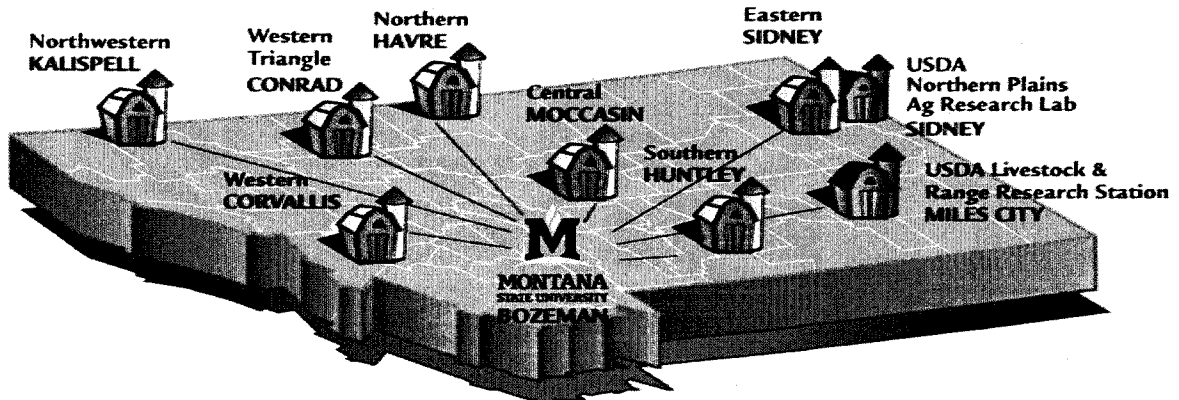 Northwestern
KALISPELL
Western
Triangle
CONRAD
Northern
HAVRE
Central
MOCCASIN
Eastern
SIDNEY
USDA
Northern Plains
Ag Research Lab
SIDNEY
Southern
HUNTLEY
USDA Livestock &
Range Research Station
MILES CITY
Western
CORVALLIS
M
MONTANA
STATE UNIVERSITY
BOZEMAN